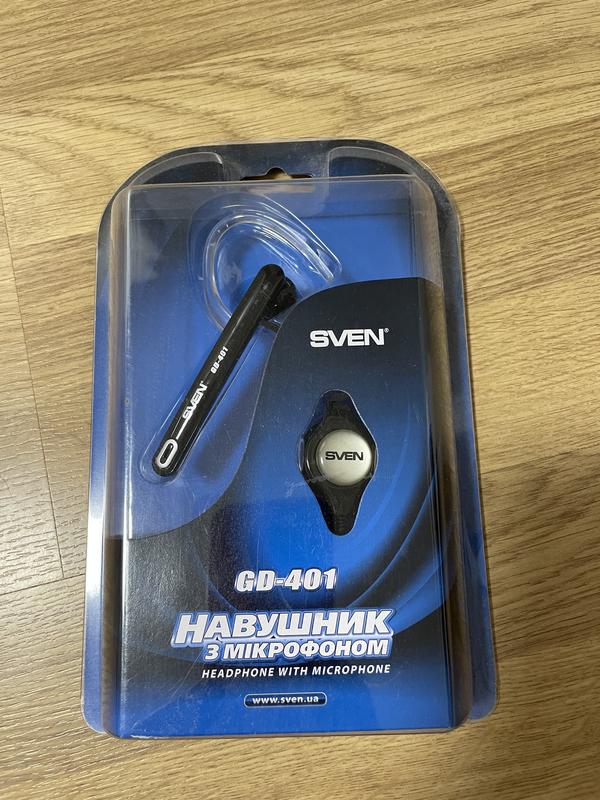 SVEN®
GD-401
SVEN
SVEN
GD-401
НАВУШНИК
З МІКРОФОНОМ
HEADPHONE WITH MICROPHONE
www.sven.ua